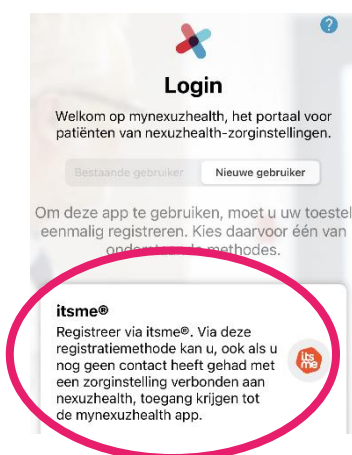 ?
Login
Welkom op mynexuzhealth, het portaal voor
patiënten van nexuzhealth-zorginstellingen.
Bestaande gebruiker Nieuwe gebruiker
Om deze app te gebruiken, moet u uw toestel
eenmalig registreren. Kies daarvoor één van
onderstaande methodes.
itsme®
Registreer via itsme®. Via deze
registratiemethode kan u, ook als u
nog geen contact heeft gehad met
een zorginstelling verbonden aan
nexuzhealth, toegang krijgen tot
de mynexuzhealth app.
its
me